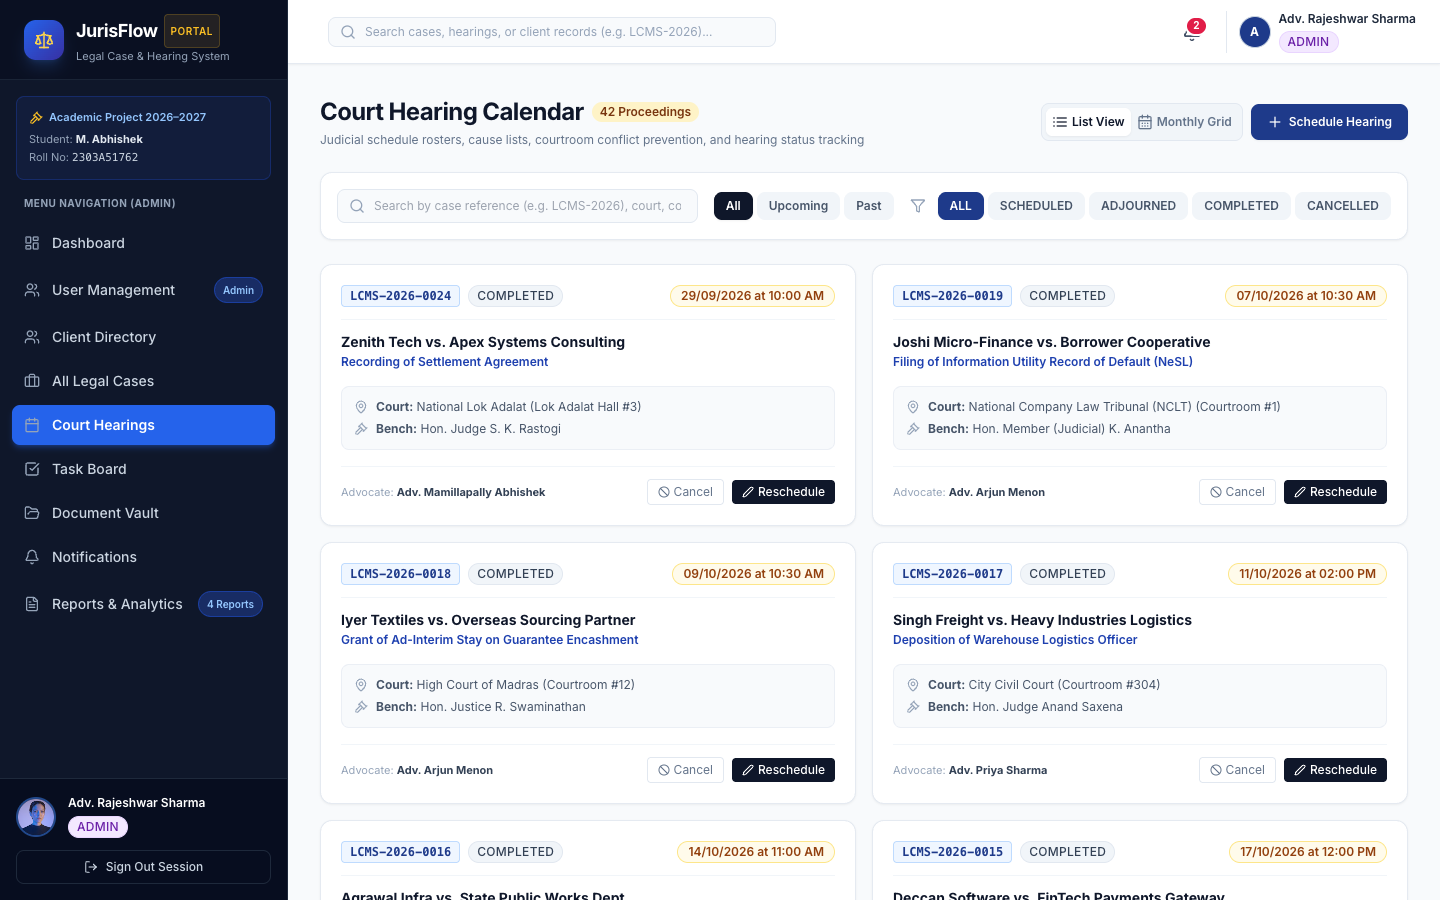 JurisFlow PORTAL
Legal Case & Hearing System
Academic Project 2026–2027
Student: M. Abhishek
Roll No: 2303A51762
MENU NAVIGATION (ADMIN)
Dashboard
User Management Admin
Client Directory
All Legal Cases
Court Hearings
Task Board
Document Vault
Notifications
Reports & Analytics 4 Reports
Adv. Rajeshwar Sharma
ADMIN
Sign Out Session
Search cases, hearings, or client records (e.g. LCMS-2026)...
2
A
Adv. Rajeshwar Sharma
ADMIN
Court Hearing Calendar 42 Proceedings
Judicial schedule rosters, cause lists, courtroom conflict prevention, and hearing status tracking
List View Monthly Grid Schedule Hearing
Search by case reference (e.g. LCMS-2026), court, co
All Upcoming Past ALL SCHEDULED ADJOURNED COMPLETED CANCELLED
LCMS-2026-0024 COMPLETED 29/09/2026 at 10:00 AM
Zenith Tech vs. Apex Systems Consulting
Recording of Settlement Agreement
Court: National Lok Adalat (Lok Adalat Hall #3)
Bench: Hon. Judge S. K. Rastogi
Advocate: Adv. Mamillapally Abhishek Cancel Reschedule
LCMS-2026-0019 COMPLETED 07/10/2026 at 10:30 AM
Joshi Micro-Finance vs. Borrower Cooperative
Filing of Information Utility Record of Default (NeSL)
Court: National Company Law Tribunal (NCLT) (Courtroom #1)
Bench: Hon. Member (Judicial) K. Anantha
Advocate: Adv. Arjun Menon Cancel Reschedule
LCMS-2026-0018 COMPLETED 09/10/2026 at 10:30 AM
Iyer Textiles vs. Overseas Sourcing Partner
Grant of Ad-Interim Stay on Guarantee Encashment
Court: High Court of Madras (Courtroom #12)
Bench: Hon. Justice R. Swaminathan
Advocate: Adv. Arjun Menon Cancel Reschedule
LCMS-2026-0017 COMPLETED 11/10/2026 at 02:00 PM
Singh Freight vs. Heavy Industries Logistics
Deposition of Warehouse Logistics Officer
Court: City Civil Court (Courtroom #304)
Bench: Hon. Judge Anand Saxena
Advocate: Adv. Priya Sharma Cancel Reschedule
LCMS-2026-0016 COMPLETED 14/10/2026 at 11:00 AM
Agrawal Infra vs. State Public Works Dept
LCMS-2026-0015 COMPLETED 17/10/2026 at 12:00 PM
Deccan Software vs. FinTech Payments Gateway